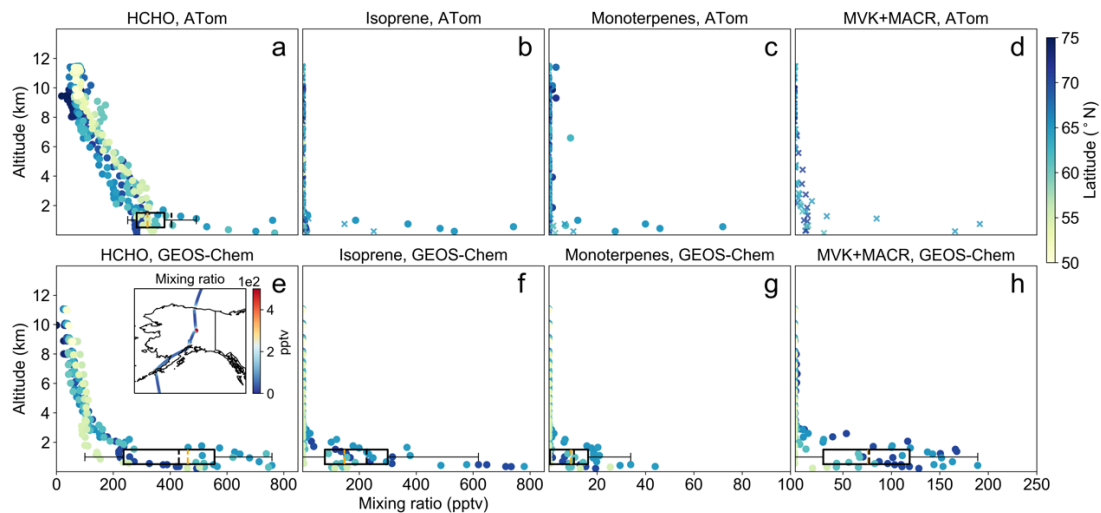 HCHO, ATom
Isoprene, ATom
Monoterpenes, ATom
MVK+MACR, ATom
a
b
c
d
12
10
8
6
4
2
Altitude (km)
75
70
65
60
55
50
Latitude (°N)
HCHO, GEOS-Chem
Isoprene, GEOS-Chem
Monoterpenes, GEOS-Chem
MVK+MACR, GEOS-Chem
e
f
g
h
Mixing ratio
1e2
4
2
0
pptv
12
10
8
6
4
2
Altitude (km)
0 200 400 600 800
200 400 600 800
20 40 60 80 100
0 50 100 150 200 250
Mixing ratio (pptv)